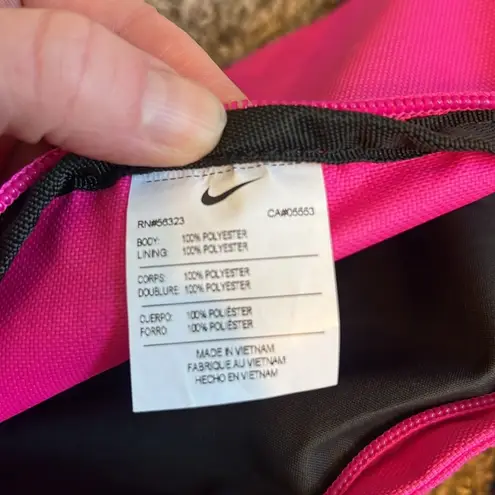 RN#56323 CA#05553
BODY: 100% POLYESTER
LINING: 100% POLYESTER
CORPS: 100% POLYESTER
DOUBLURE: 100% POLYESTER
CUERPO: 100% POLIÉSTER
FORRO: 100% POLIÉSTER
MADE IN VIETNAM
FABRIQUE AU VIETNAM
HECHO EN VIETNAM